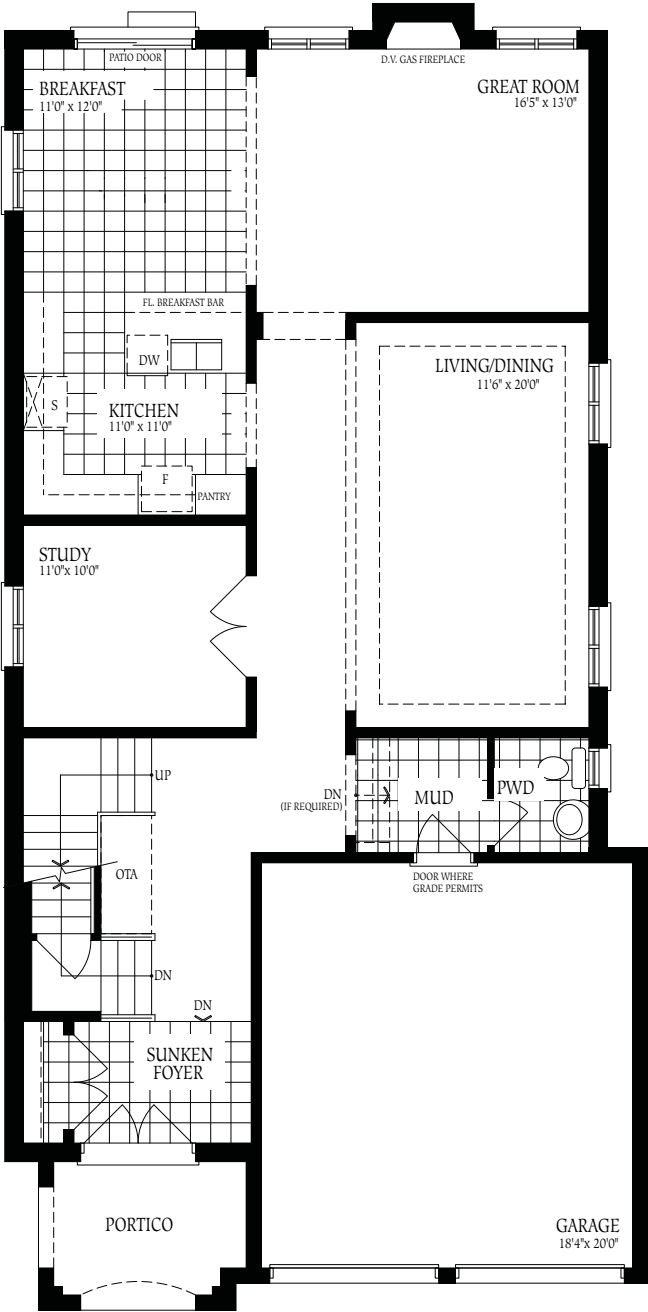 PATIO DOOR
D.V. GAS FIREPLACE
BREAKFAST
11'0" x 12'0"
GREAT ROOM
16'5" x 13'0"
FL. BREAKFAST BAR
DW
LIVING/DINING
11'6" x 20'0"
S
KITCHEN
11'0" x 11'0"
F
PANTRY
STUDY
11'0"x 10'0"
UP
DN
(IF REQUIRED)
MUD
PWD
OTA
DOOR WHERE
GRADE PERMITS
DN
DN
SUNKEN
FOYER
PORTICO
GARAGE
18'4"x 20'0"